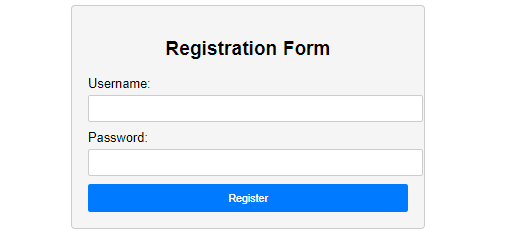 Registration Form
Username:
Password:
Register